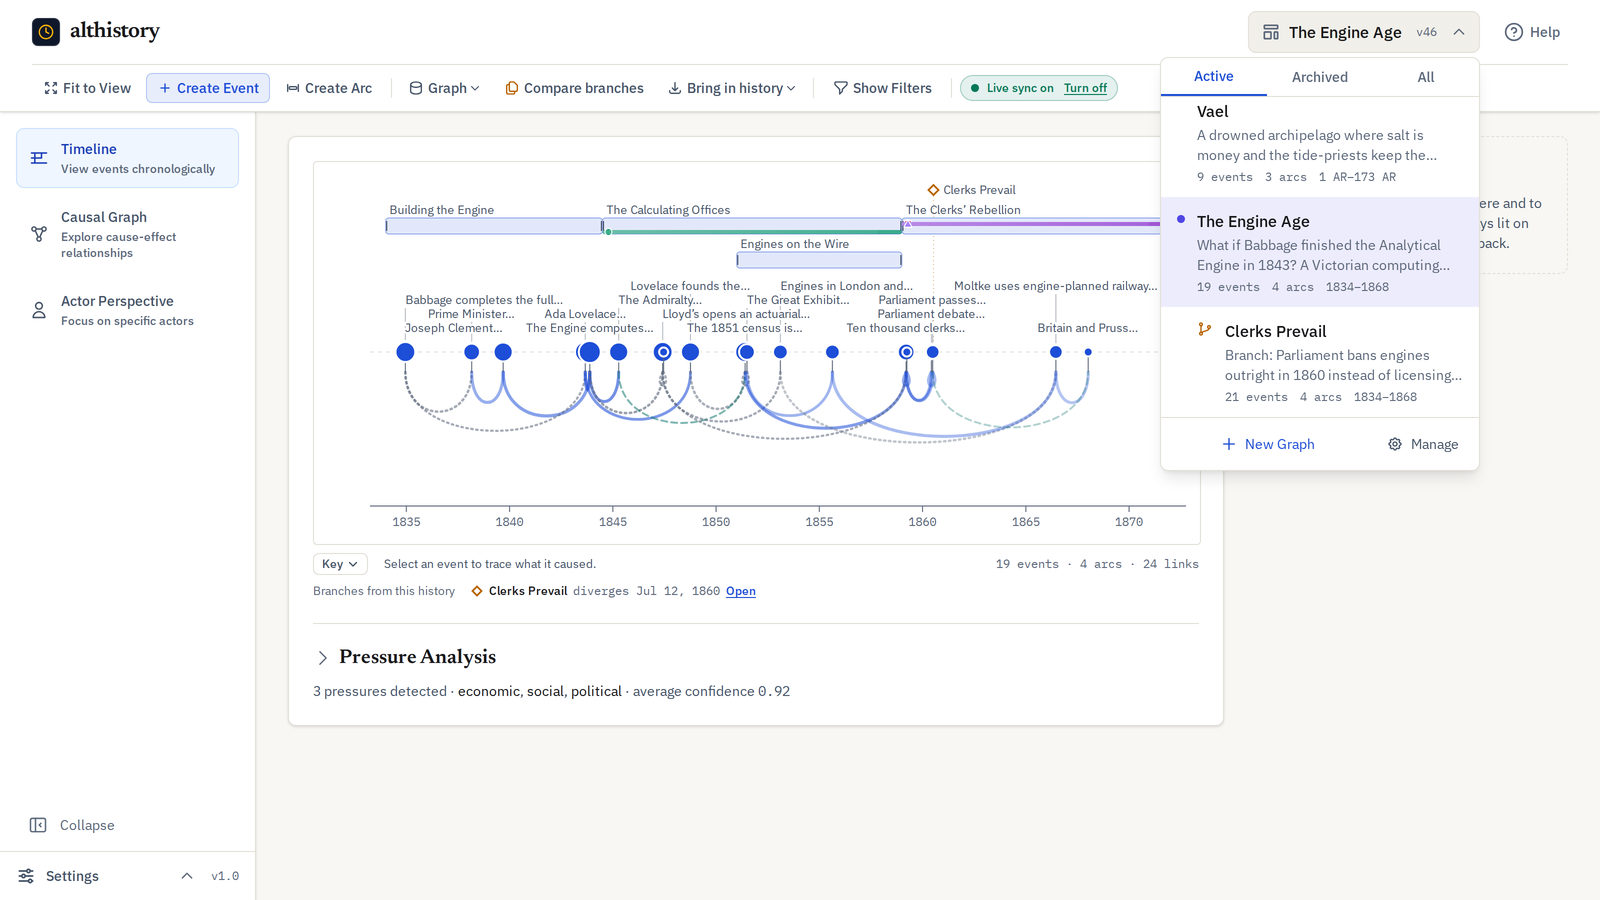 althistory
The Engine Age v46
Help
Fit to View
Create Event
Create Arc
Graph
Compare branches
Bring in history
Show Filters
Live sync on Turn off
Active
Archived
All
Vael
A drowned archipelago where salt is
money and the tide-priests keep the…
9 events 3 arcs 1 AR–173 AR
The Engine Age
What if Babbage finished the Analytical
Engine in 1843? A Victorian computing…
19 events 4 arcs 1834–1868
Clerks Prevail
Branch: Parliament bans engines
outright in 1860 instead of licensing…
21 events 4 arcs 1834–1868
New Graph
Manage
ere and to
ys lit on
back.
Timeline
View events chronologically
Causal Graph
Explore cause-effect
relationships
Actor Perspective
Focus on specific actors
Collapse
Settings
v1.0
Clerks Prevail
Building the Engine
The Calculating Offices
The Clerks’ Rebellion
Engines on the Wire
Lovelace founds the…
Engines in London and…
Moltke uses engine-planned railway…
Babbage completes the full…
The Admiralty…
The Great Exhibit…
Parliament passes…
Prime Minister…
Ada Lovelace…
Lloyd’s opens an actuarial…
Parliament debate…
Joseph Clement…
The Engine computes…
The 1851 census is…
Ten thousand clerks…
Britain and Pruss…
1835
1840
1845
1850
1855
1860
1865
1870
Key
Select an event to trace what it caused.
19 events · 4 arcs · 24 links
Branches from this history
Clerks Prevail diverges Jul 12, 1860 Open
Pressure Analysis
3 pressures detected · economic, social, political · average confidence 0.92